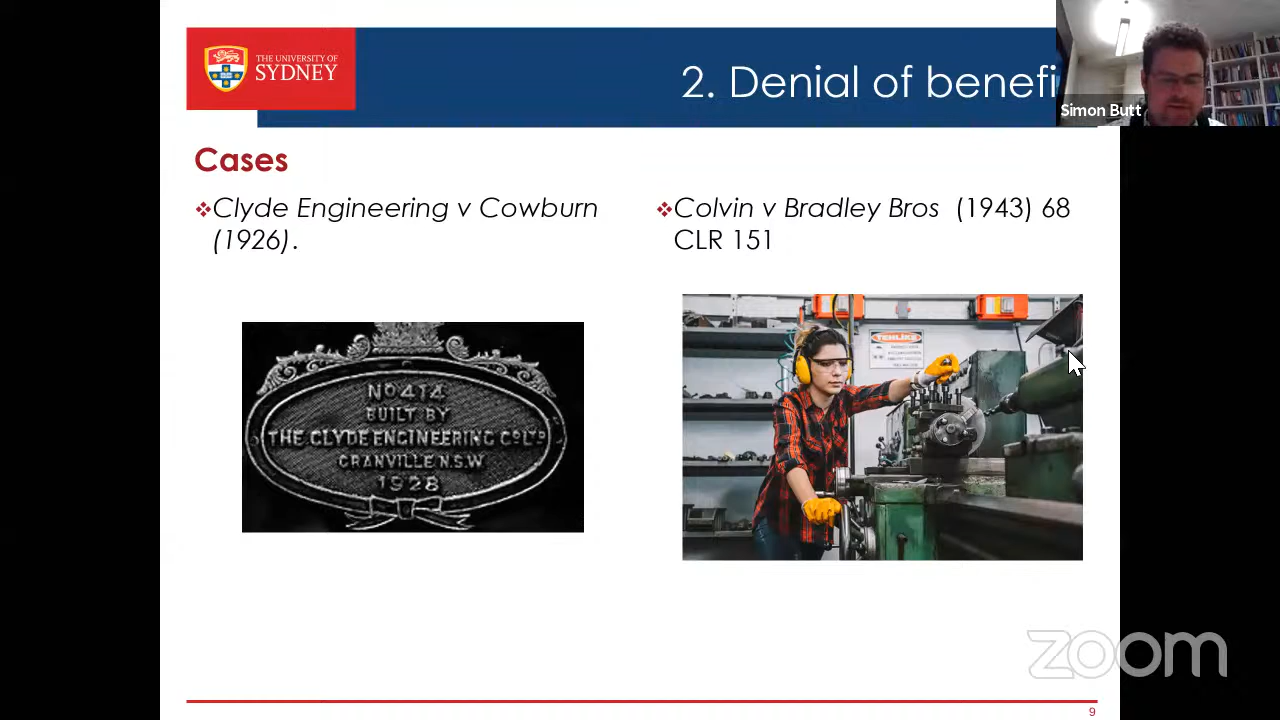 THE UNIVERSITY OF
SYDNEY
2. Denial of benefi
Simon Butt
Cases
❖Clyde Engineering v Cowburn
(1926).
❖Colvin v Bradley Bros (1943) 68
CLR 151
No 414
BUILT BY
THE CLYDE ENGINEERING Co LTD
GRANVILLE N.S.W
1928
zoom
9